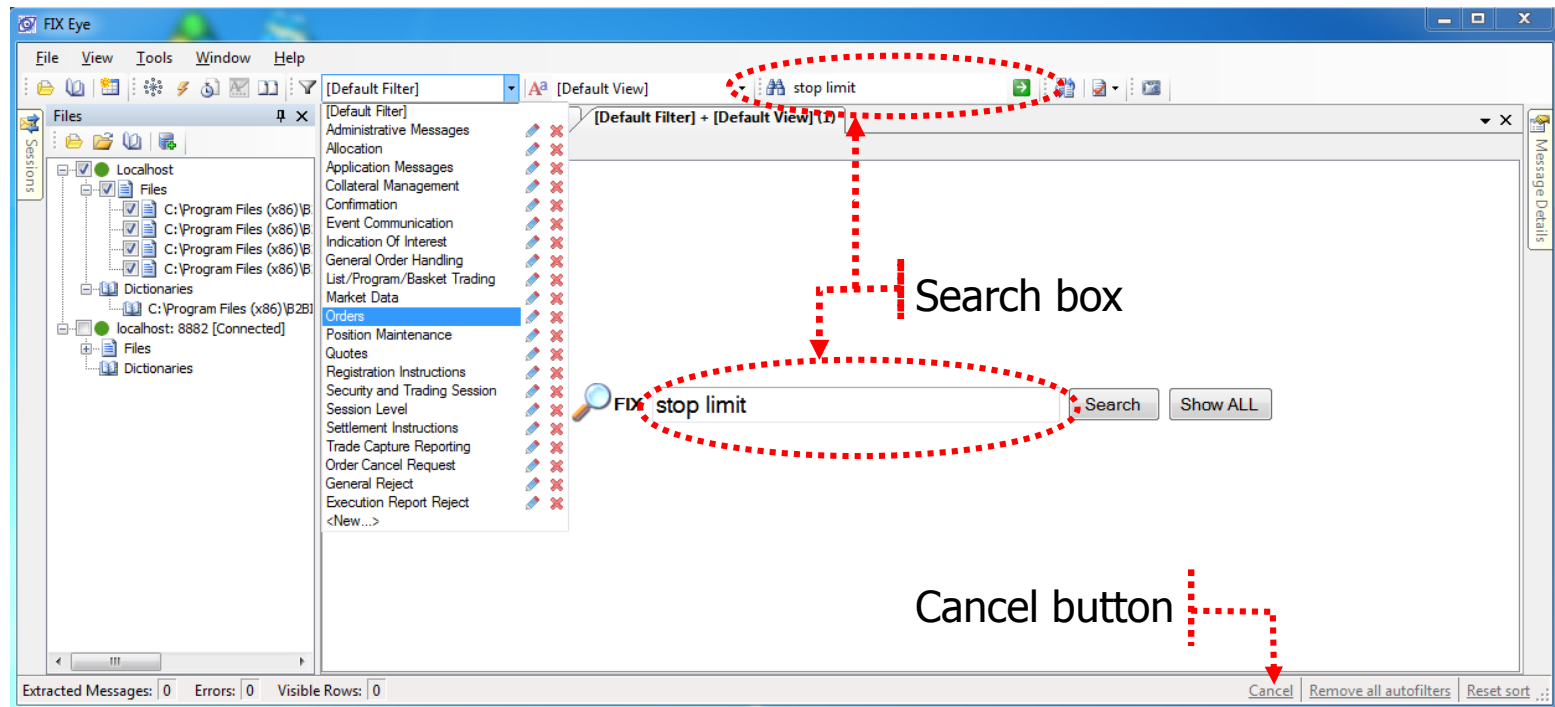 FIX Eye
File View Tools Window Help
[Default Filter] Aa [Default View] stop limit
Sessions
Files
Localhost
Files
C:\Program Files (x86)\B
C:\Program Files (x86)\B
C:\Program Files (x86)\B
C:\Program Files (x86)\B
Dictionaries
C:\Program Files (x86)\B2BI
localhost: 8882 [Connected]
Files
Dictionaries
[Default Filter]
Administrative Messages
Allocation
Application Messages
Collateral Management
Confirmation
Event Communication
Indication Of Interest
General Order Handling
List/Program/Basket Trading
Market Data
Orders
Position Maintenance
Quotes
Registration Instructions
Security and Trading Session
Session Level
Settlement Instructions
Trade Capture Reporting
Order Cancel Request
General Reject
Execution Report Reject
<New...>
[Default Filter] + [Default View] (1)
Message Details
Search box
FIX stop limit Search Show ALL
Cancel button
Extracted Messages: 0 Errors: 0 Visible Rows: 0 Cancel Remove all autofilters Reset sort